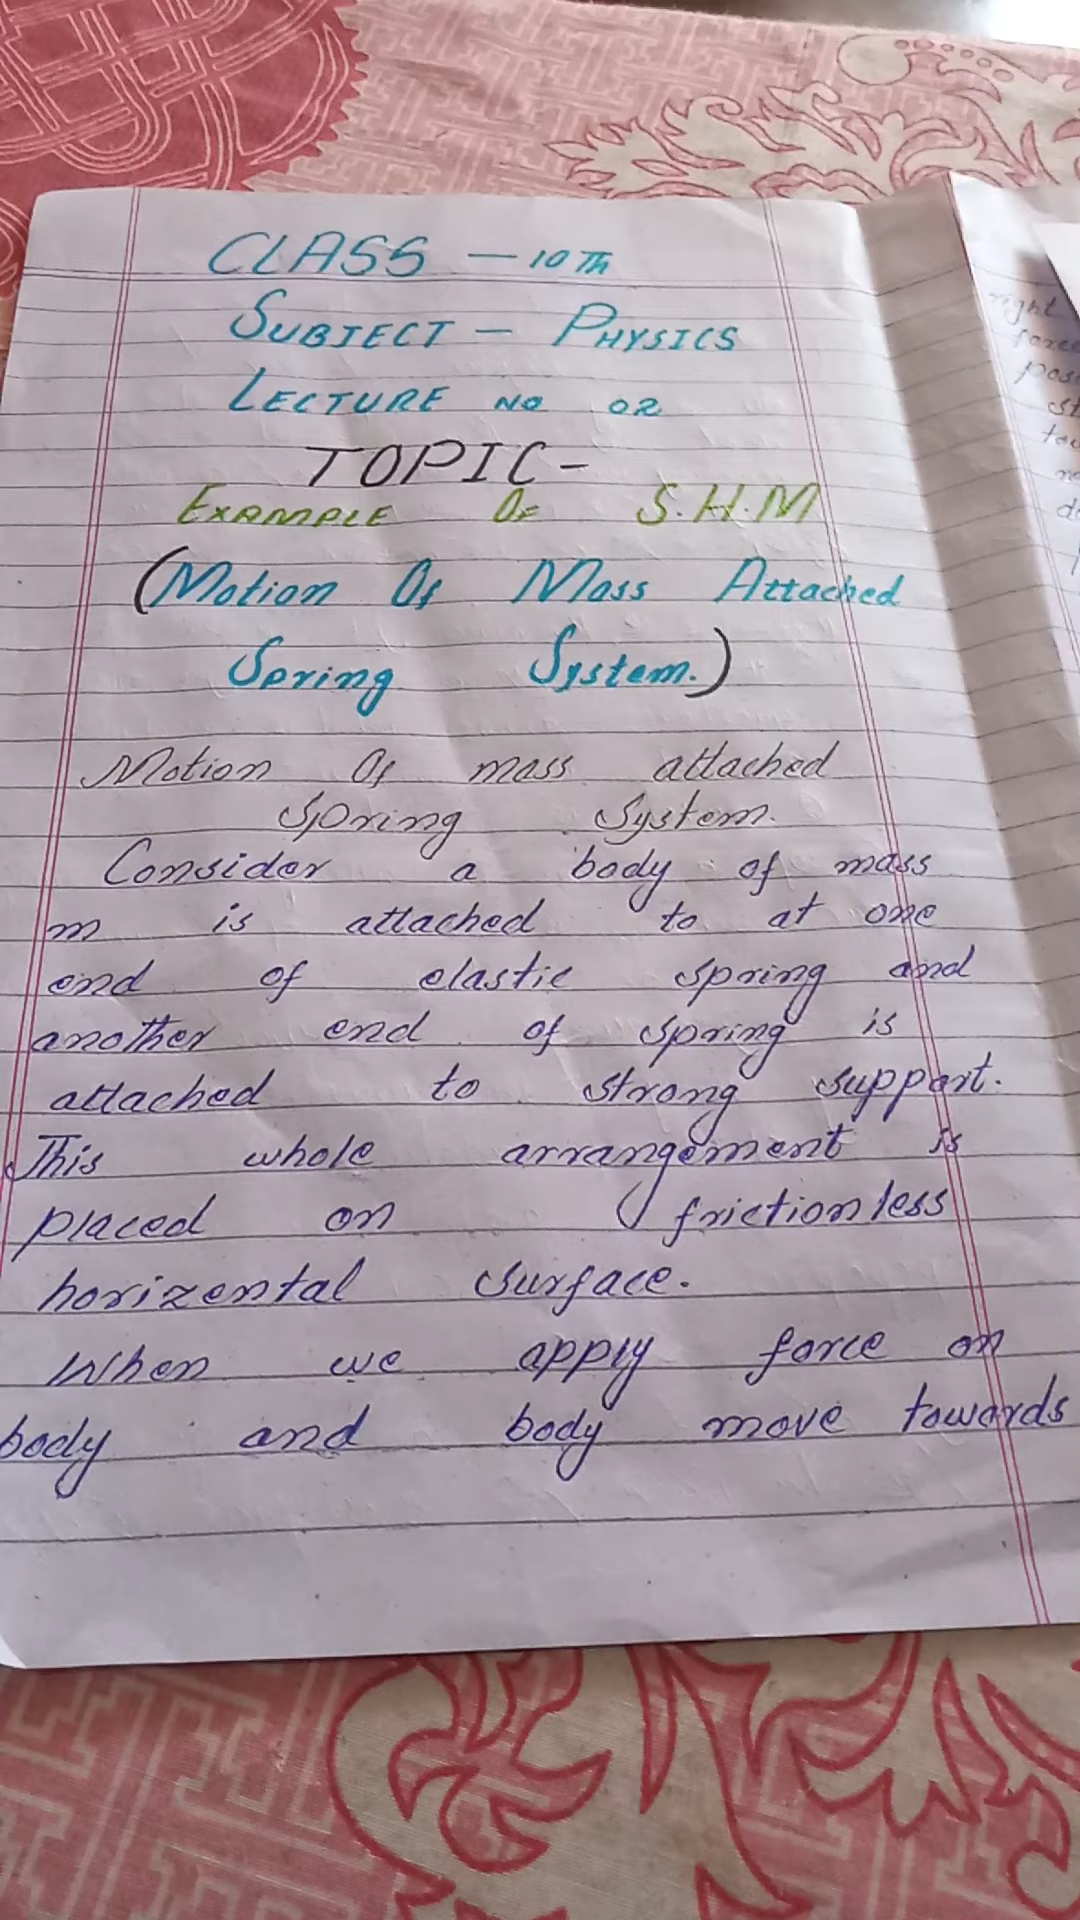 CLASS — 10Th
SUBJECT — PHYSICS
LECTURE NO 02
TOPIC-
EXAMPLE OF S.H.M
(Motion Of Mass Attached
Spring System.)
Motion Of mass attached
Spring System.
Consider a body of mass
m is attached to at one
end of elastic spring and
another end of spring is
attached to strong support.
This whole arrangement is
placed on frictionless
horizental surface.
When we apply force on
body and body move towards
right
force